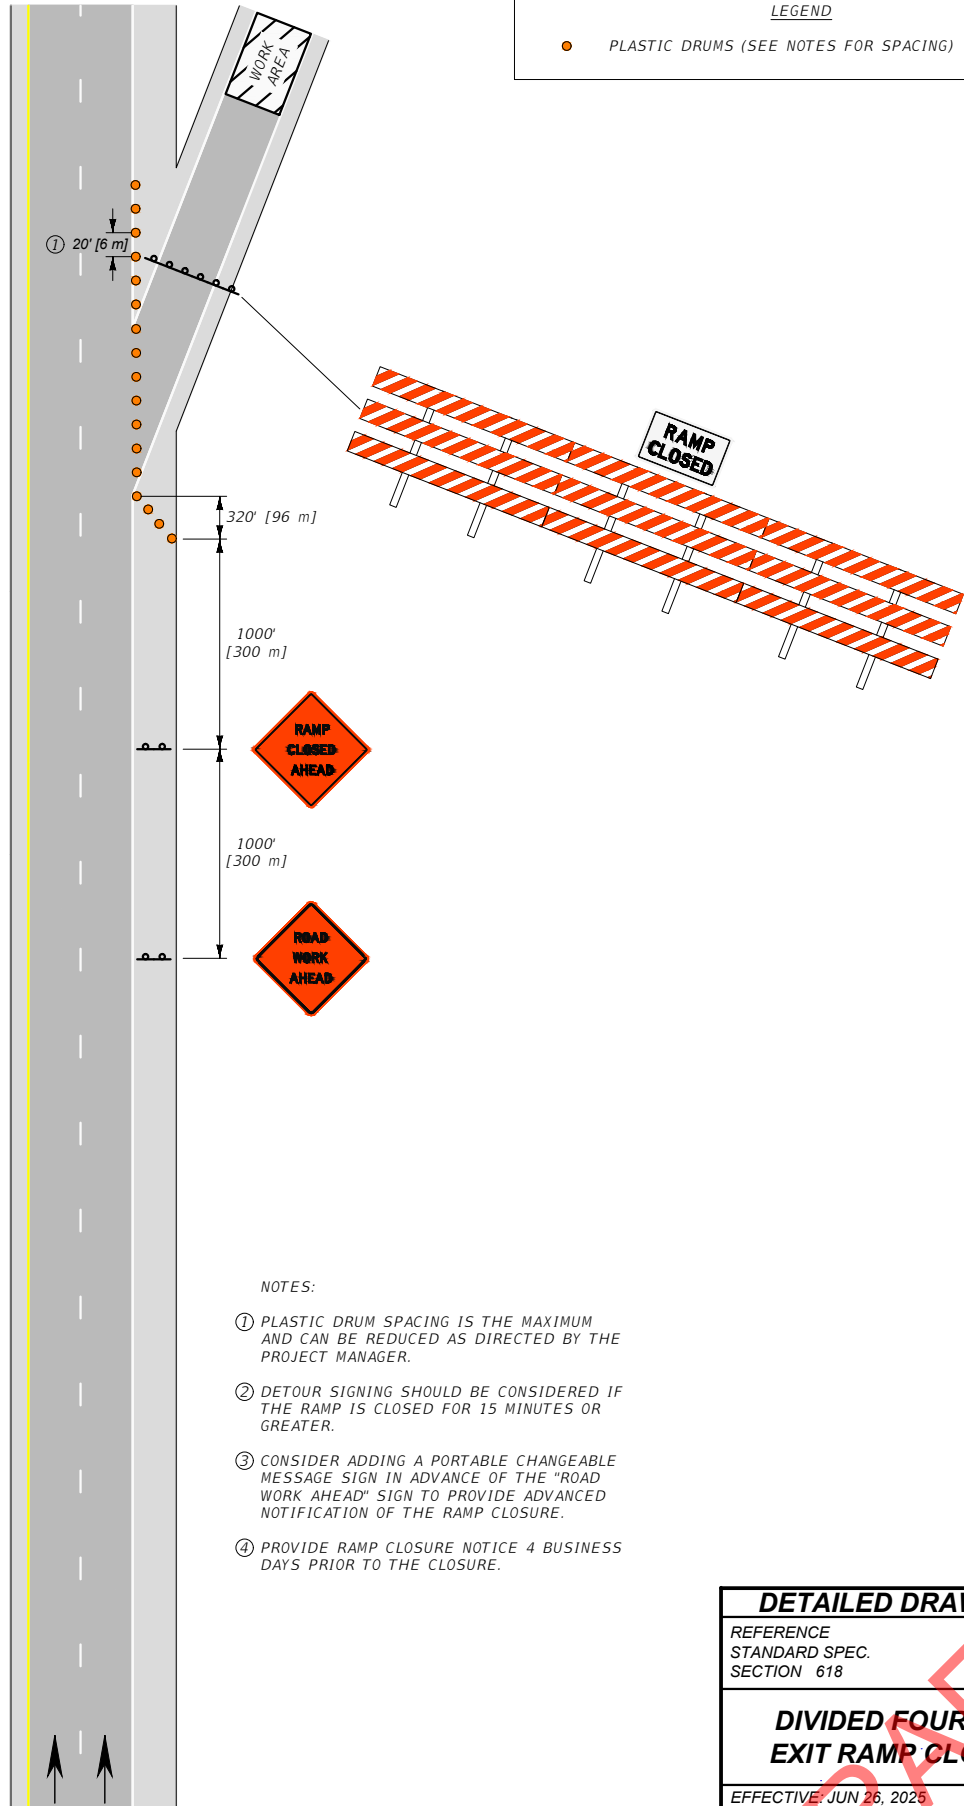 LEGEND
PLASTIC DRUMS (SEE NOTES FOR SPACING)
WORK
AREA
① 20' [6 m]
RAMP
CLOSED
320' [96 m]
1000'
[300 m]
RAMP
CLOSED
AHEAD
1000'
[300 m]
ROAD
WORK
AHEAD
NOTES:
① PLASTIC DRUM SPACING IS THE MAXIMUM
AND CAN BE REDUCED AS DIRECTED BY THE
PROJECT MANAGER.
② DETOUR SIGNING SHOULD BE CONSIDERED IF
THE RAMP IS CLOSED FOR 15 MINUTES OR
GREATER.
③ CONSIDER ADDING A PORTABLE CHANGEABLE
MESSAGE SIGN IN ADVANCE OF THE "ROAD
WORK AHEAD" SIGN TO PROVIDE ADVANCED
NOTIFICATION OF THE RAMP CLOSURE.
④ PROVIDE RAMP CLOSURE NOTICE 4 BUSINESS
DAYS PRIOR TO THE CLOSURE.
DETAILED
REFERENCE
STANDARD SPEC.
SECTION 618
DIVIDED FOUR
EXIT RAMP
EFFECTIVE: JUN 26, 2025